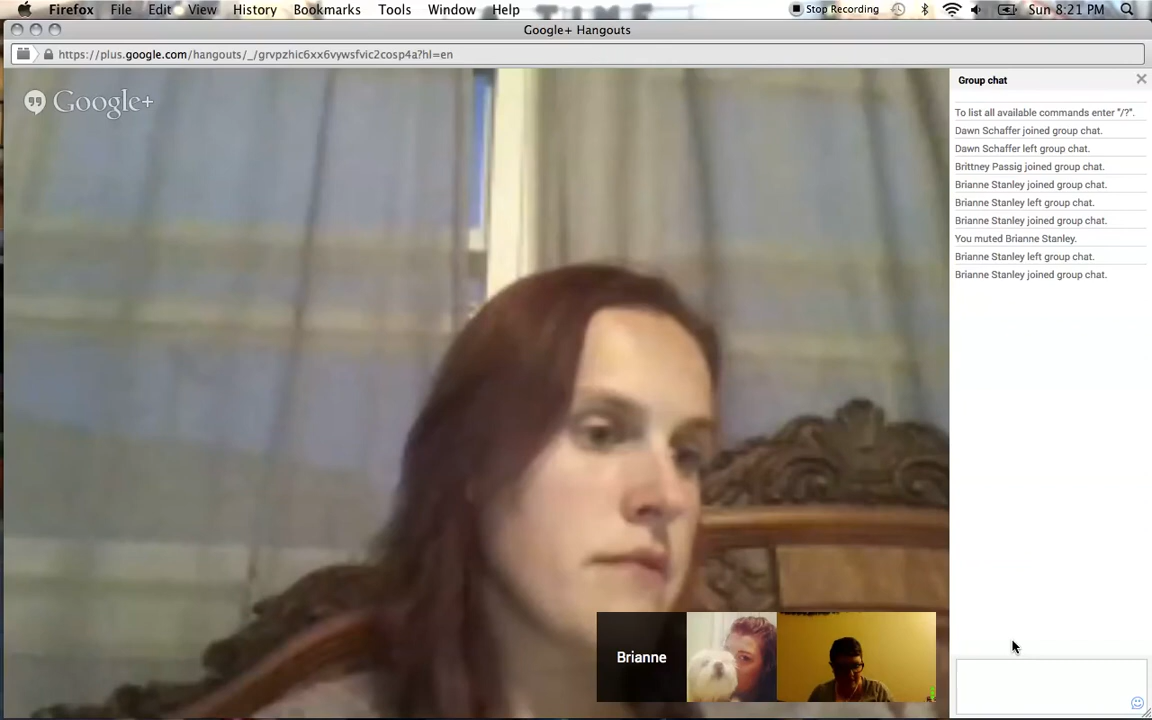 Firefox File Edit View History Bookmarks Tools Window Help Stop Recording Sun 8:21 PM
Google+ Hangouts
https://plus.google.com/hangouts/_/grvpzhic6xx6vywsfvic2cosp4a?hl=en
Google+
Group chat
To list all available commands enter "/?".
Dawn Schaffer joined group chat.
Dawn Schaffer left group chat.
Brittney Passig joined group chat.
Brianne Stanley joined group chat.
Brianne Stanley left group chat.
Brianne Stanley joined group chat.
You muted Brianne Stanley.
Brianne Stanley left group chat.
Brianne Stanley joined group chat.
Brianne